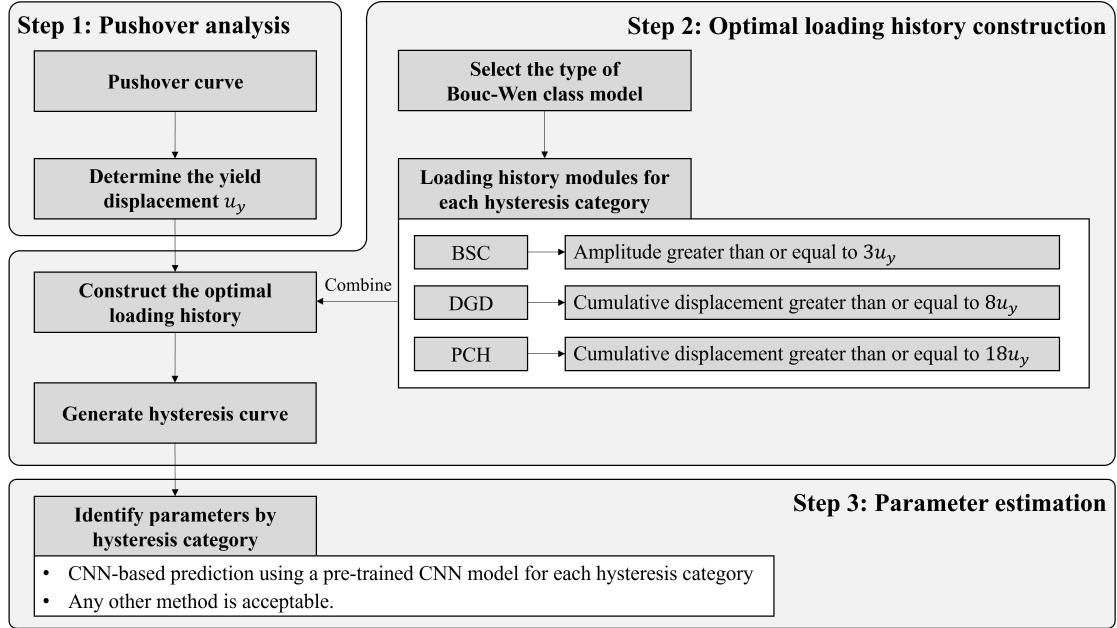 Step 1: Pushover analysis
Pushover curve
Determine the yield
displacement u_y
Step 2: Optimal loading history construction
Select the type of
Bouc-Wen class model
Loading history modules for
each hysteresis category
BSC
Amplitude greater than or equal to 3u_y
DGD
Cumulative displacement greater than or equal to 8u_y
PCH
Cumulative displacement greater than or equal to 18u_y
Combine
Construct the optimal
loading history
Generate hysteresis curve
Step 3: Parameter estimation
Identify parameters by
hysteresis category
• CNN-based prediction using a pre-trained CNN model for each hysteresis category
• Any other method is acceptable.